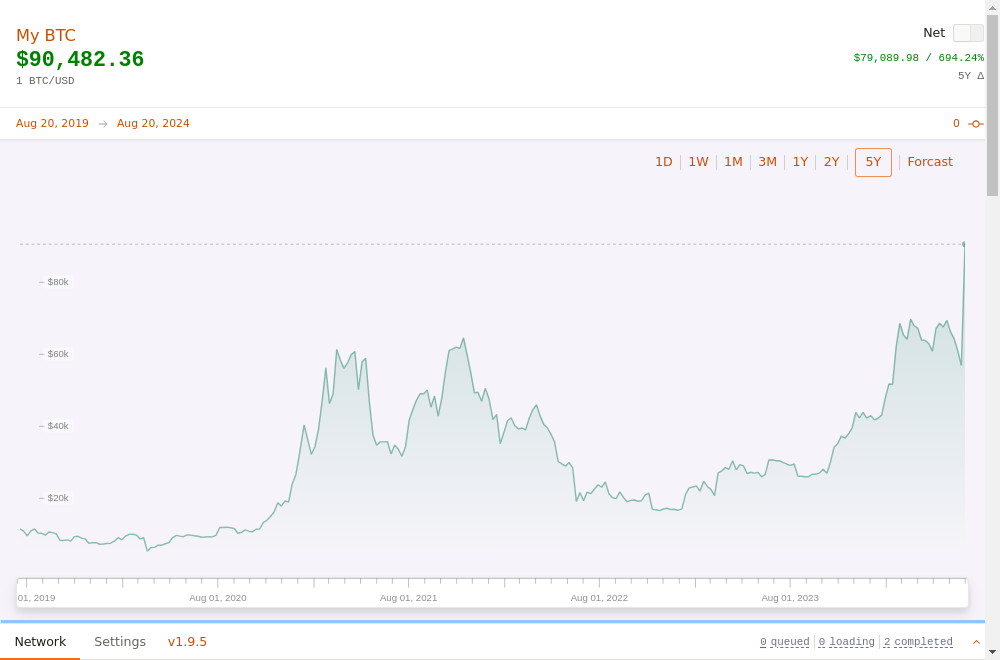 My BTC
$90,482.36
1 BTC/USD
Net
$79,089.98 / 694.24%
5Y Δ
Aug 20, 2019 → Aug 20, 2024
0
1D 1W 1M 3M 1Y 2Y 5Y Forcast
$80k
$60k
$40k
$20k
01, 2019 Aug 01, 2020 Aug 01, 2021 Aug 01, 2022 Aug 01, 2023
Network Settings v1.9.5
0 queued 0 loading 2 completed